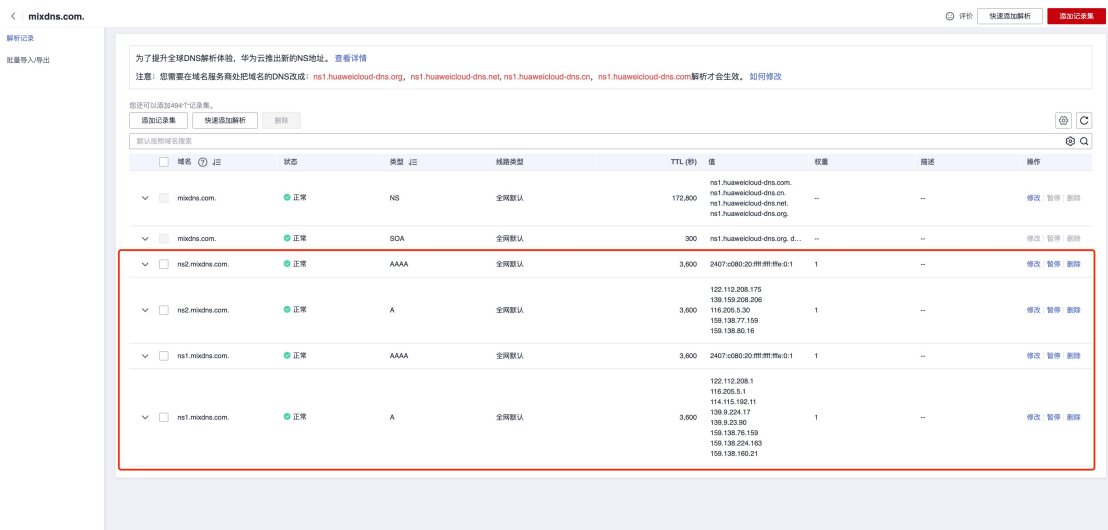 mixdns.com.
评价
快速添加解析
添加记录集
解析记录
批量导入/导出
为了提升全球DNS解析体验，华为云推出新的NS地址。 查看详情
注意：您需要在域名服务商处把域名的DNS改成：ns1.huaweicloud-dns.org，ns1.huaweicloud-dns.net, ns1.huaweicloud-dns.cn，ns1.huaweicloud-dns.com解析才会生效。 如何修改
您还可以添加494个记录集。
添加记录集 快速添加解析 删除
默认按照域名搜索
域名 状态 类型 线路类型 TTL (秒) 值 权重 描述 操作
mixdns.com. 正常 NS 全网默认 172,800
ns1.huaweicloud-dns.com.
ns1.huaweicloud-dns.cn.
ns1.huaweicloud-dns.net.
ns1.huaweicloud-dns.org.
-- -- 修改 暂停 删除
mixdns.com. 正常 SOA 全网默认 300 ns1.huaweicloud-dns.org. d... -- -- 修改 暂停 删除
ns2.mixdns.com. 正常 AAAA 全网默认 3,600 2407:c080:20:ffff:ffff:fffe:0:1 1 -- 修改 暂停 删除
ns2.mixdns.com. 正常 A 全网默认 3,600
122.112.208.175
139.159.208.206
116.205.5.30
159.138.77.159
159.138.80.16
1 -- 修改 暂停 删除
ns1.mixdns.com. 正常 AAAA 全网默认 3,600 2407:c080:20:ffff:ffff:fffe:0:1 1 -- 修改 暂停 删除
ns1.mixdns.com. 正常 A 全网默认 3,600
122.112.208.1
116.205.5.1
114.115.192.11
139.9.224.17
139.9.23.90
159.138.76.159
159.138.224.163
159.138.160.21
1 -- 修改 暂停 删除